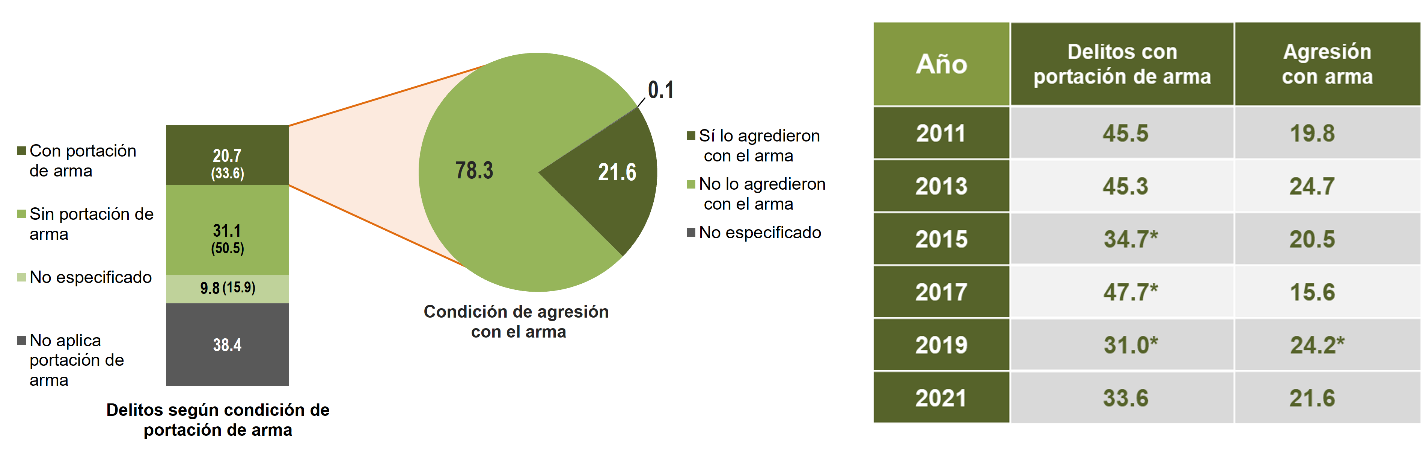 Con portación
de arma
Sin portación de
arma
No especificado
No aplica
portación de
arma
20.7
(33.6)
31.1
(50.5)
9.8 (15.9)
38.4
Delitos según condición de
portación de arma
0.1
78.3
21.6
Sí lo agredieron
con el arma
No lo agredieron
con el arma
No especificado
Condición de agresión
con el arma
Año
Delitos con
portación de arma
Agresión
con arma
2011 45.5 19.8
2013 45.3 24.7
2015 34.7* 20.5
2017 47.7* 15.6
2019 31.0* 24.2*
2021 33.6 21.6